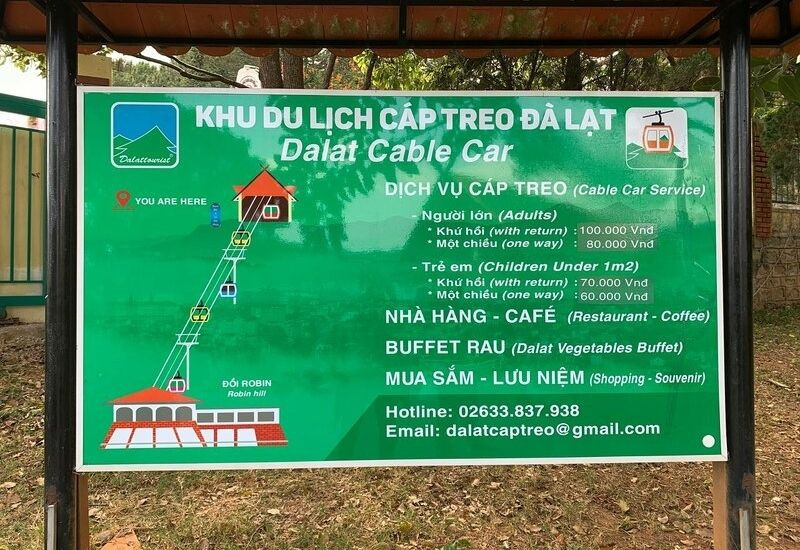 KHU DU LỊCH CÁP TREO ĐÀ LẠT
Dalat Cable Car
Dalattourist
YOU ARE HERE
DỊCH VỤ CÁP TREO (Cable Car Service)
- Người lớn (Adults)
* Khứ hồi (with return) : 100.000 Vnđ
* Một chiều (one way) : 80.000 Vnđ
- Trẻ em (Children Under 1m2)
* Khứ hồi (with return) : 70.000 Vnđ
* Một chiều (one way) : 60.000 Vnđ
NHÀ HÀNG - CAFÉ (Restaurant - Coffee)
BUFFET RAU (Dalat Vegetables Buffet)
MUA SẮM - LƯU NIỆM (Shopping - Souvenir)
ĐỒI ROBIN
Robin hill
Hotline: 02633.837.938
Email: dalatcaptreo@gmail.com